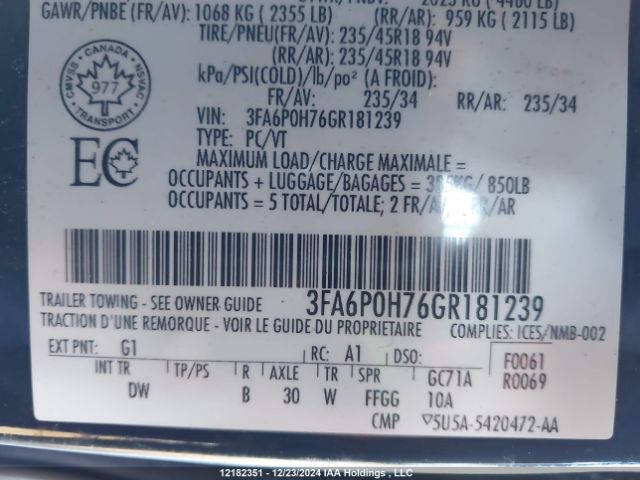 GAWR/PNBE (FR/AV): 1068 KG ( 2355 LB) (RR/AR): 959 KG ( 2115 LB)
TIRE/PNEU(FR/AV): 235/45R18 94V
(RR/AR): 235/45R18 94V
kPa/PSI(COLD)/lb/po² (A FROID):
FR/AV: 235/34 RR/AR: 235/34
CANADA
CMVSS NSVAC
977
TRANSPORT
VIN: 3FA6P0H76GR181239
TYPE: PC/VT
EC
MAXIMUM LOAD/CHARGE MAXIMALE =
OCCUPANTS + LUGGAGE/BAGAGES = 385KG/ 850LB
OCCUPANTS = 5 TOTAL/TOTALE; 2 FR/AV RR/AR
3FA6P0H76GR181239
TRAILER TOWING - SEE OWNER GUIDE
TRACTION D'UNE REMORQUE - VOIR LE GUIDE DU PROPRIETAIRE
COMPLIES: ICES/NMB-002
EXT PNT: G1 RC: A1 DSO: F0061
INT TR TP/PS R AXLE TR SPR GC71A R0069
DW B 30 W FFGG 10A
CMP 5U5A-5420472-AA
12182351 - 12/23/2024 IAA Holdings , LLC